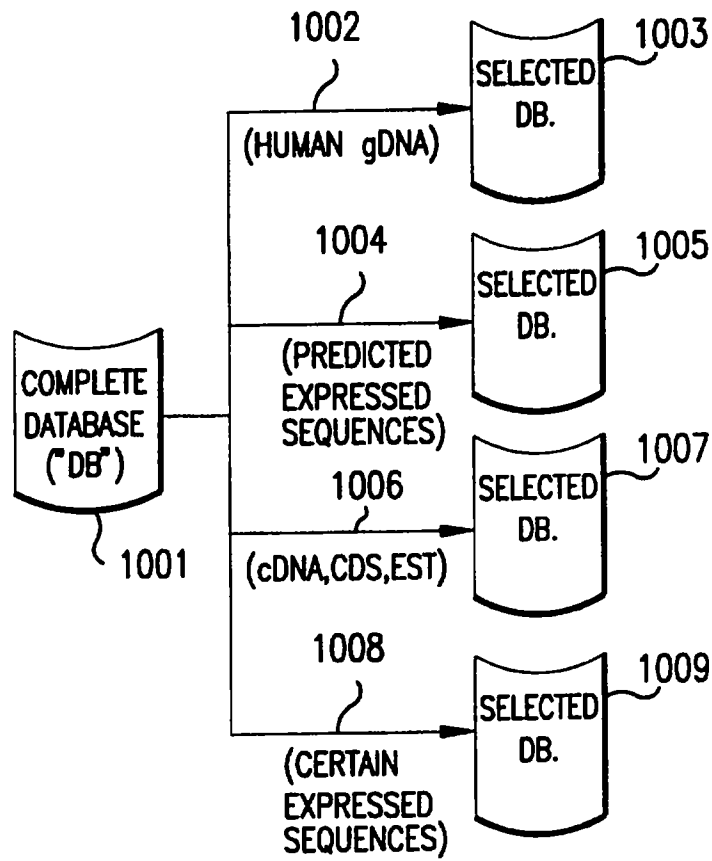 1002
1003
SELECTED
DB.
(HUMAN gDNA)
1004
1005
SELECTED
DB.
(PREDICTED
EXPRESSED
SEQUENCES)
COMPLETE
DATABASE
("DB")
1001
1006
1007
SELECTED
DB.
(cDNA,CDS,EST)
1008
1009
SELECTED
DB.
(CERTAIN
EXPRESSED
SEQUENCES)